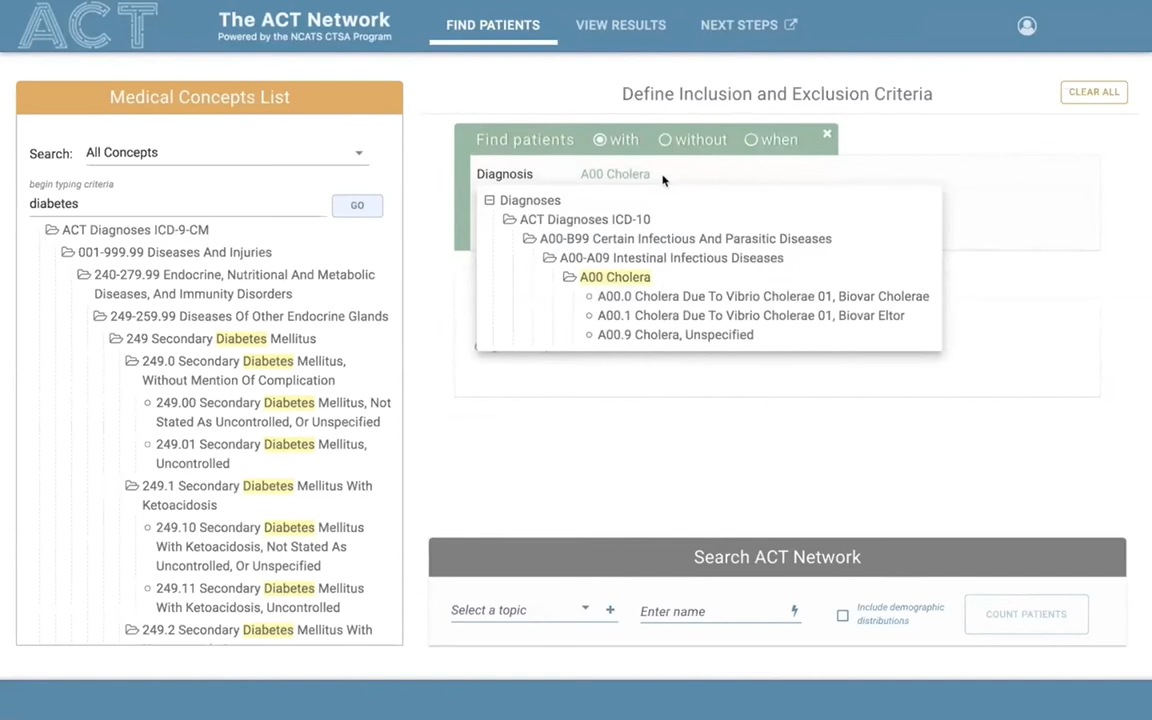 ACT
The ACT Network
Powered by the NCATS CTSA Program
FIND PATIENTS
VIEW RESULTS
NEXT STEPS
Medical Concepts List
Search: All Concepts
begin typing criteria
diabetes
GO
ACT Diagnoses ICD-9-CM
001-999.99 Diseases And Injuries
240-279.99 Endocrine, Nutritional And Metabolic
Diseases, And Immunity Disorders
249-259.99 Diseases Of Other Endocrine Glands
249 Secondary Diabetes Mellitus
249.0 Secondary Diabetes Mellitus,
Without Mention Of Complication
249.00 Secondary Diabetes Mellitus, Not
Stated As Uncontrolled, Or Unspecified
249.01 Secondary Diabetes Mellitus,
Uncontrolled
249.1 Secondary Diabetes Mellitus With
Ketoacidosis
249.10 Secondary Diabetes Mellitus
With Ketoacidosis, Not Stated As
Uncontrolled, Or Unspecified
249.11 Secondary Diabetes Mellitus
With Ketoacidosis, Uncontrolled
249.2 Secondary Diabetes Mellitus With
Define Inclusion and Exclusion Criteria
CLEAR ALL
Find patients with without when
Diagnosis A00 Cholera
Diagnoses
ACT Diagnoses ICD-10
A00-B99 Certain Infectious And Parasitic Diseases
A00-A09 Intestinal Infectious Diseases
A00 Cholera
A00.0 Cholera Due To Vibrio Cholerae 01, Biovar Cholerae
A00.1 Cholera Due To Vibrio Cholerae 01, Biovar Eltor
A00.9 Cholera, Unspecified
Search ACT Network
Select a topic
Enter name
Include demographic
distributions
COUNT PATIENTS